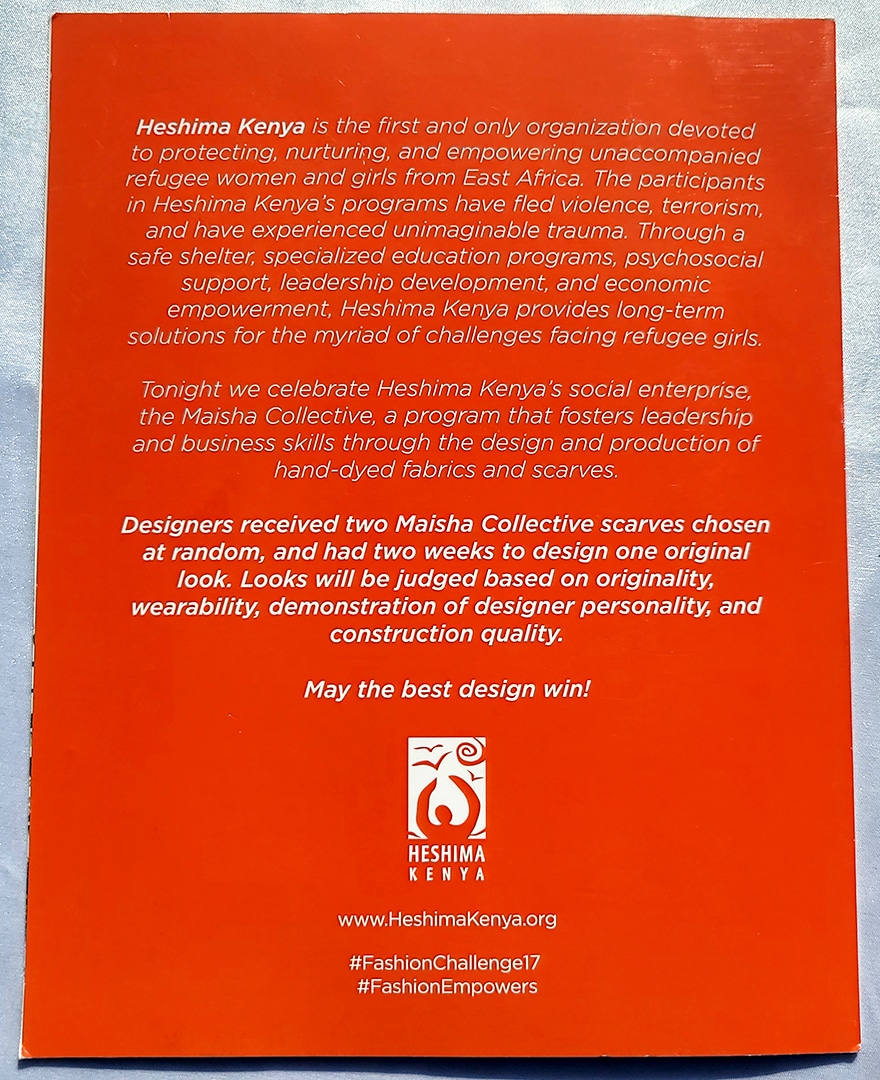 Heshima Kenya is the first and only organization devoted
to protecting, nurturing, and empowering unaccompanied
refugee women and girls from East Africa. The participants
in Heshima Kenya's programs have fled violence, terrorism,
and have experienced unimaginable trauma. Through a
safe shelter, specialized education programs, psychosocial
support, leadership development, and economic
empowerment, Heshima Kenya provides long-term
solutions for the myriad of challenges facing refugee girls.
Tonight we celebrate Heshima Kenya's social enterprise,
the Maisha Collective, a program that fosters leadership
and business skills through the design and production of
hand-dyed fabrics and scarves.
Designers received two Maisha Collective scarves chosen
at random, and had two weeks to design one original
look. Looks will be judged based on originality,
wearability, demonstration of designer personality, and
construction quality.
May the best design win!
HESHIMA
KENYA
www.HeshimaKenya.org
#FashionChallenge17
#FashionEmpowers